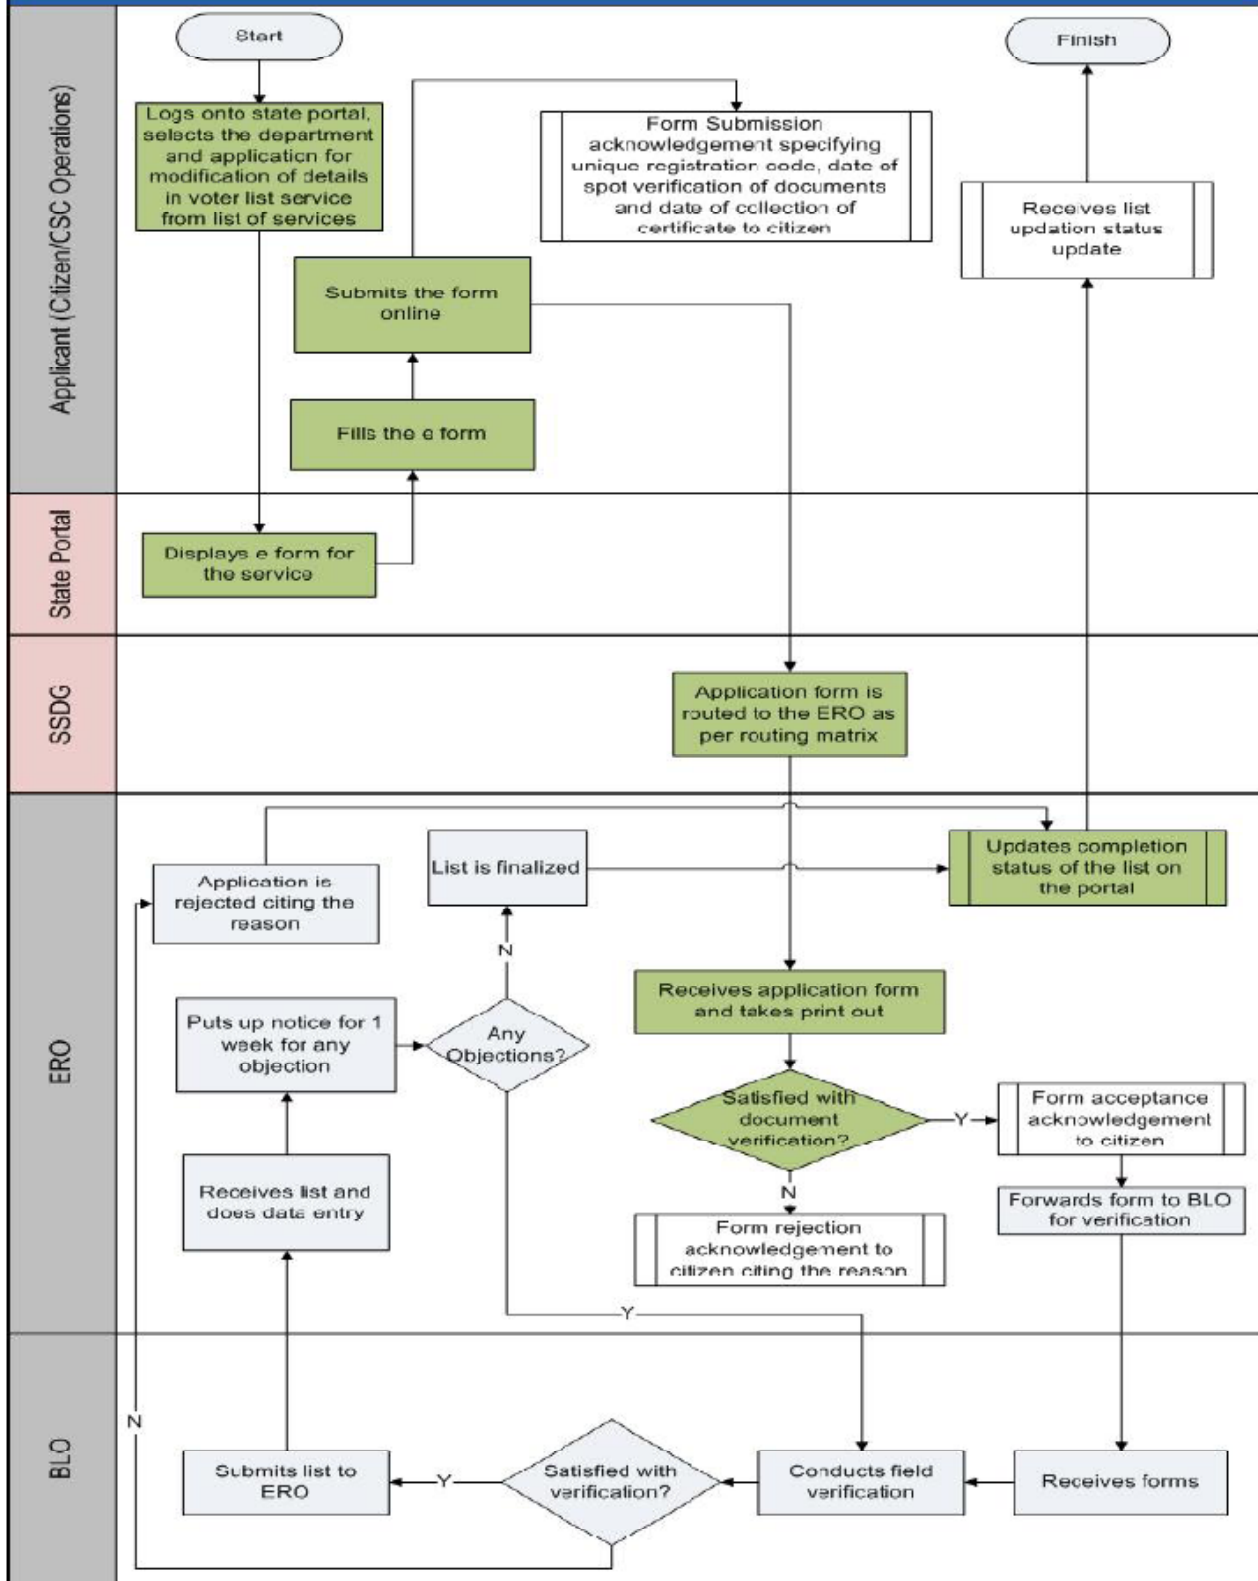 Applicant (Citizen/CSC Operations)
Start
Finish
Logs onto state portal,
selects the department
and application for
modification of details
in voter list service
from list of services
Form Submission
acknowledgement specifying
unique registration code, date of
spot verification of documents
and date of collection of
certificate to citizen
Receives list
updation status
update
Submits the form
online
Fills the e form
State Portal
Displays e form for
the service
SSDG
Application form is
routed to the ERO as
per routing matrix
ERO
Application is
rejected citing the
reason
List is finalized
Updates completion
status of the list on
the portal
N
Puts up notice for 1
week for any
objection
Any
Objections?
Receives application form
and takes print out
Satisfied with
document
verification?
Y
Form acceptance
acknowledgement
to citizen
Receives list and
does data entry
N
Forwards form to BLO
for verification
Form rejection
acknowledgement to
citizen citing the reason
Y
BLO
N
Submits list to
ERO
Y
Satisfied with
verification?
Conducts field
verification
Receives forms